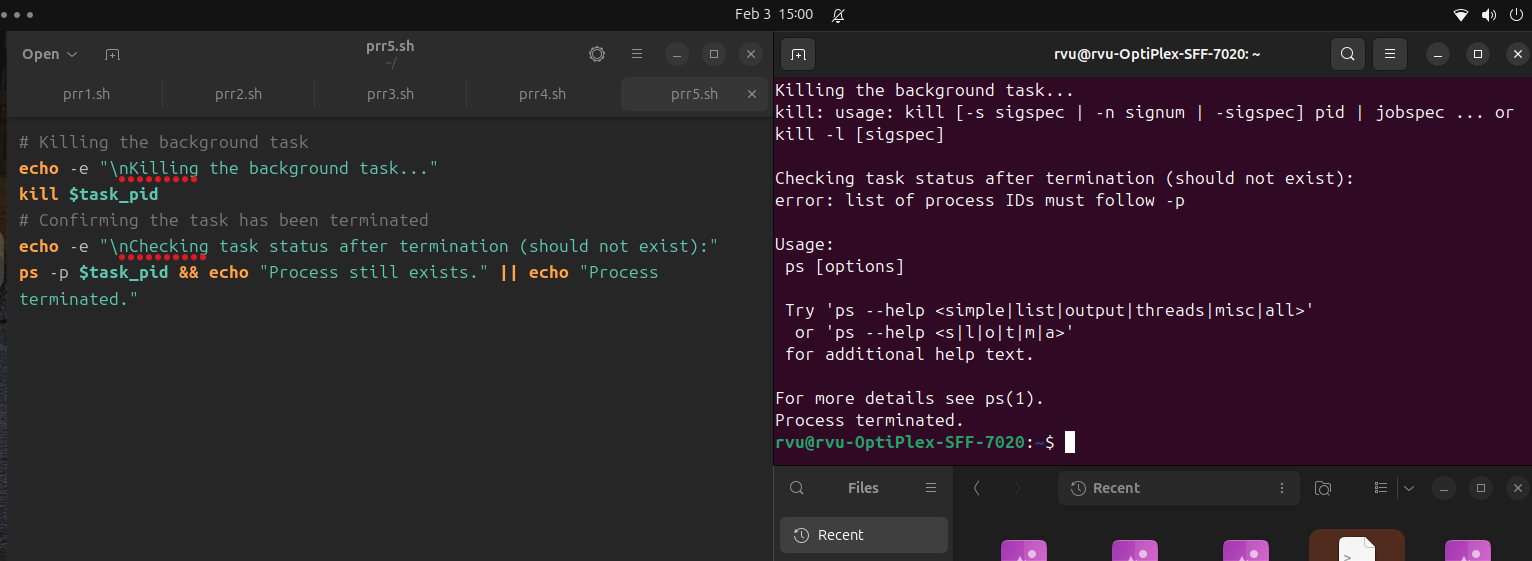 Feb 3 15:00
Open
prr5.sh
~/
prr1.sh
prr2.sh
prr3.sh
prr4.sh
prr5.sh
# Killing the background task
echo -e "\nKilling the background task..."
kill $task_pid
# Confirming the task has been terminated
echo -e "\nChecking task status after termination (should not exist):"
ps -p $task_pid && echo "Process still exists." || echo "Process
terminated."
rvu@rvu-OptiPlex-SFF-7020: ~
Killing the background task...
kill: usage: kill [-s sigspec | -n signum | -sigspec] pid | jobspec ... or
kill -l [sigspec]
Checking task status after termination (should not exist):
error: list of process IDs must follow -p
Usage:
ps [options]
Try 'ps --help <simple|list|output|threads|misc|all>'
or 'ps --help <s|l|o|t|m|a>'
for additional help text.
For more details see ps(1).
Process terminated.
rvu@rvu-OptiPlex-SFF-7020:~$
Files
Recent
Recent